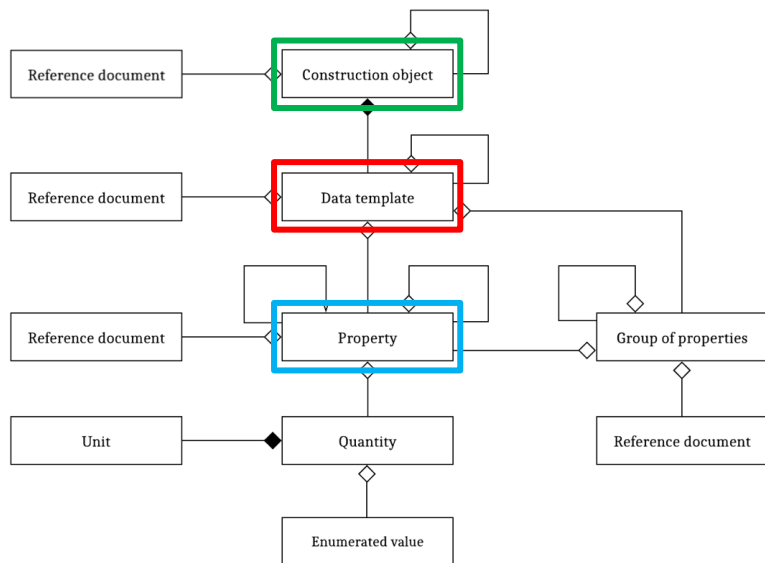 Reference document
Construction object
Reference document
Data template
Reference document
Property
Group of properties
Unit
Quantity
Reference document
Enumerated value